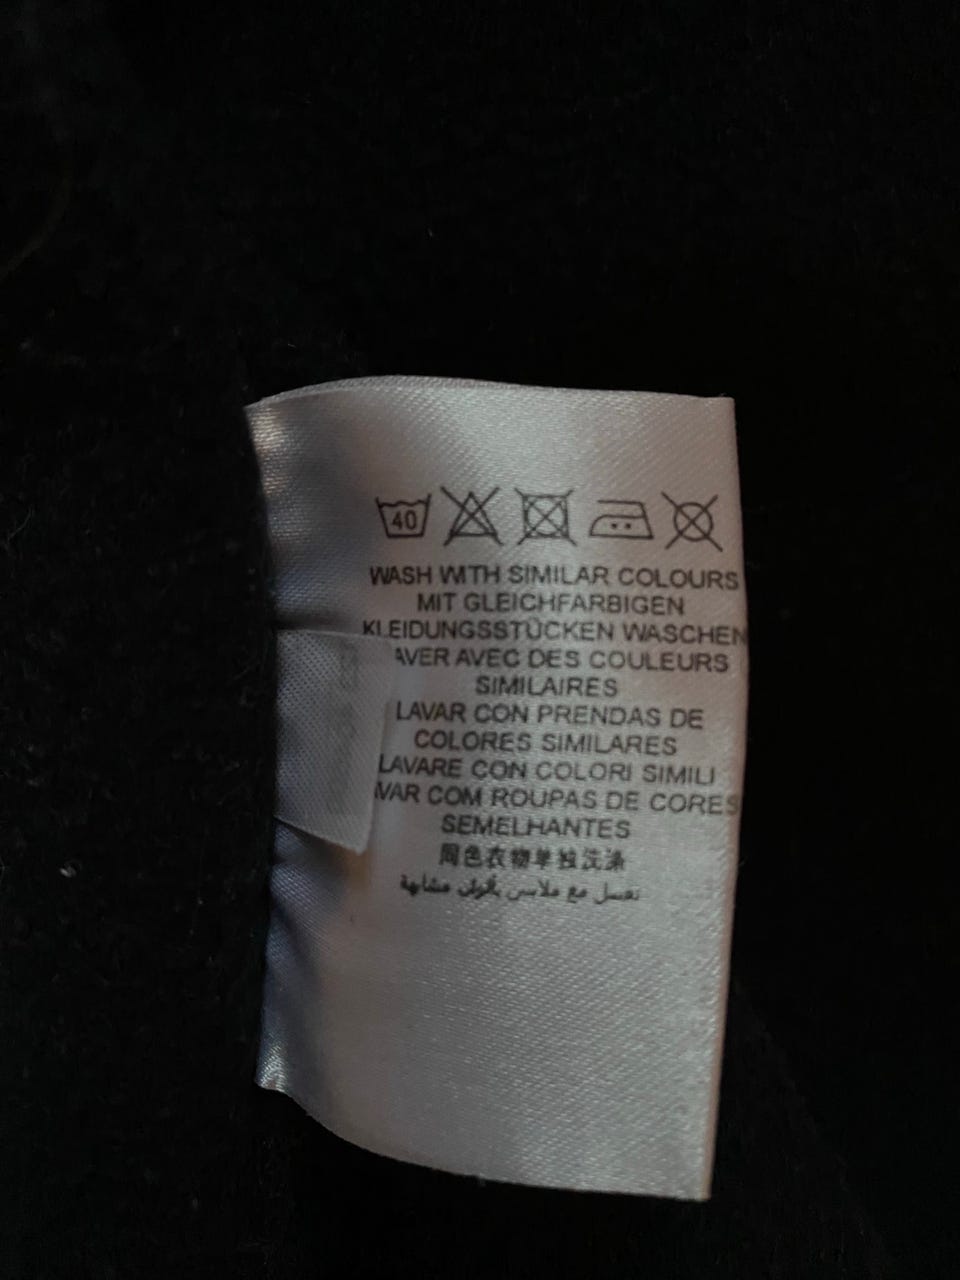 40
WASH WITH SIMILAR COLOURS
MIT GLEICHFARBIGEN
KLEIDUNGSSTÜCKEN WASCHEN
AVER AVEC DES COULEURS
SIMILAIRES
LAVAR CON PRENDAS DE
COLORES SIMILARES
LAVARE CON COLORI SIMILI
VAR COM ROUPAS DE CORES
SEMELHANTES
同色衣物单独洗涤
تغسل مع ملابس بألوان مشابهة